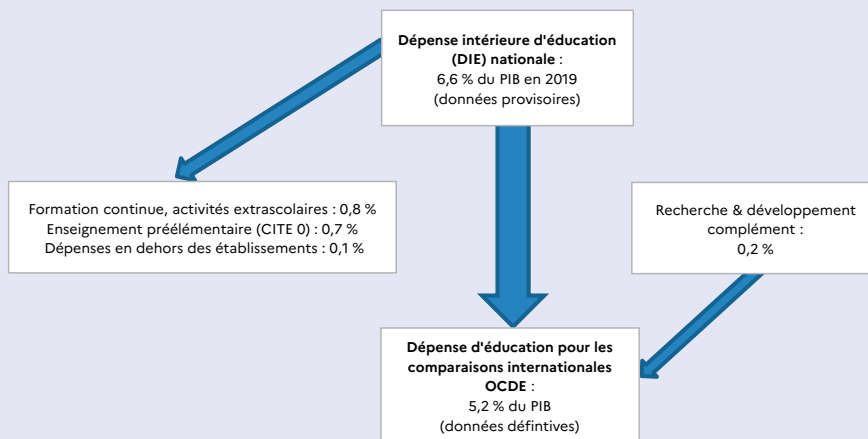 Dépense intérieure d'éducation
(DIE) nationale :
6,6 % du PIB en 2019
(données provisoires)
Formation continue, activités extrascolaires : 0,8 %
Enseignement préélémentaire (CITE 0) : 0,7 %
Dépenses en dehors des établissements : 0,1 %
Recherche & développement
complément :
0,2 %
Dépense d'éducation pour les
comparaisons internationales
OCDE :
5,2 % du PIB
(données défintives)